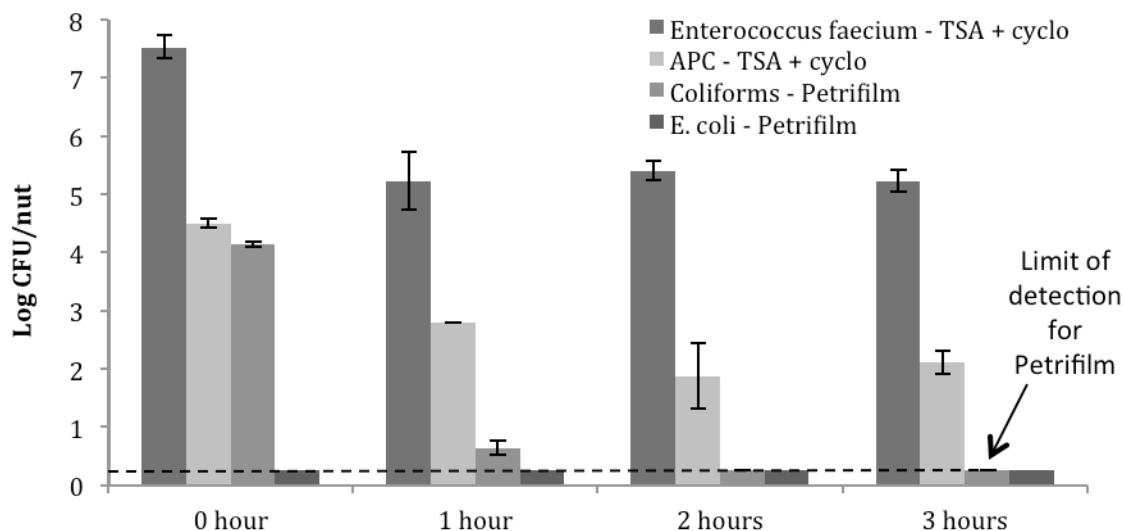 8
7
6
5
4
3
2
1
0
Log CFU/nut
Enterococcus faecium - TSA + cyclo
APC - TSA + cyclo
Coliforms - Petrifilm
E. coli - Petrifilm
Limit of
detection
for
Petrifilm
0 hour
1 hour
2 hours
3 hours